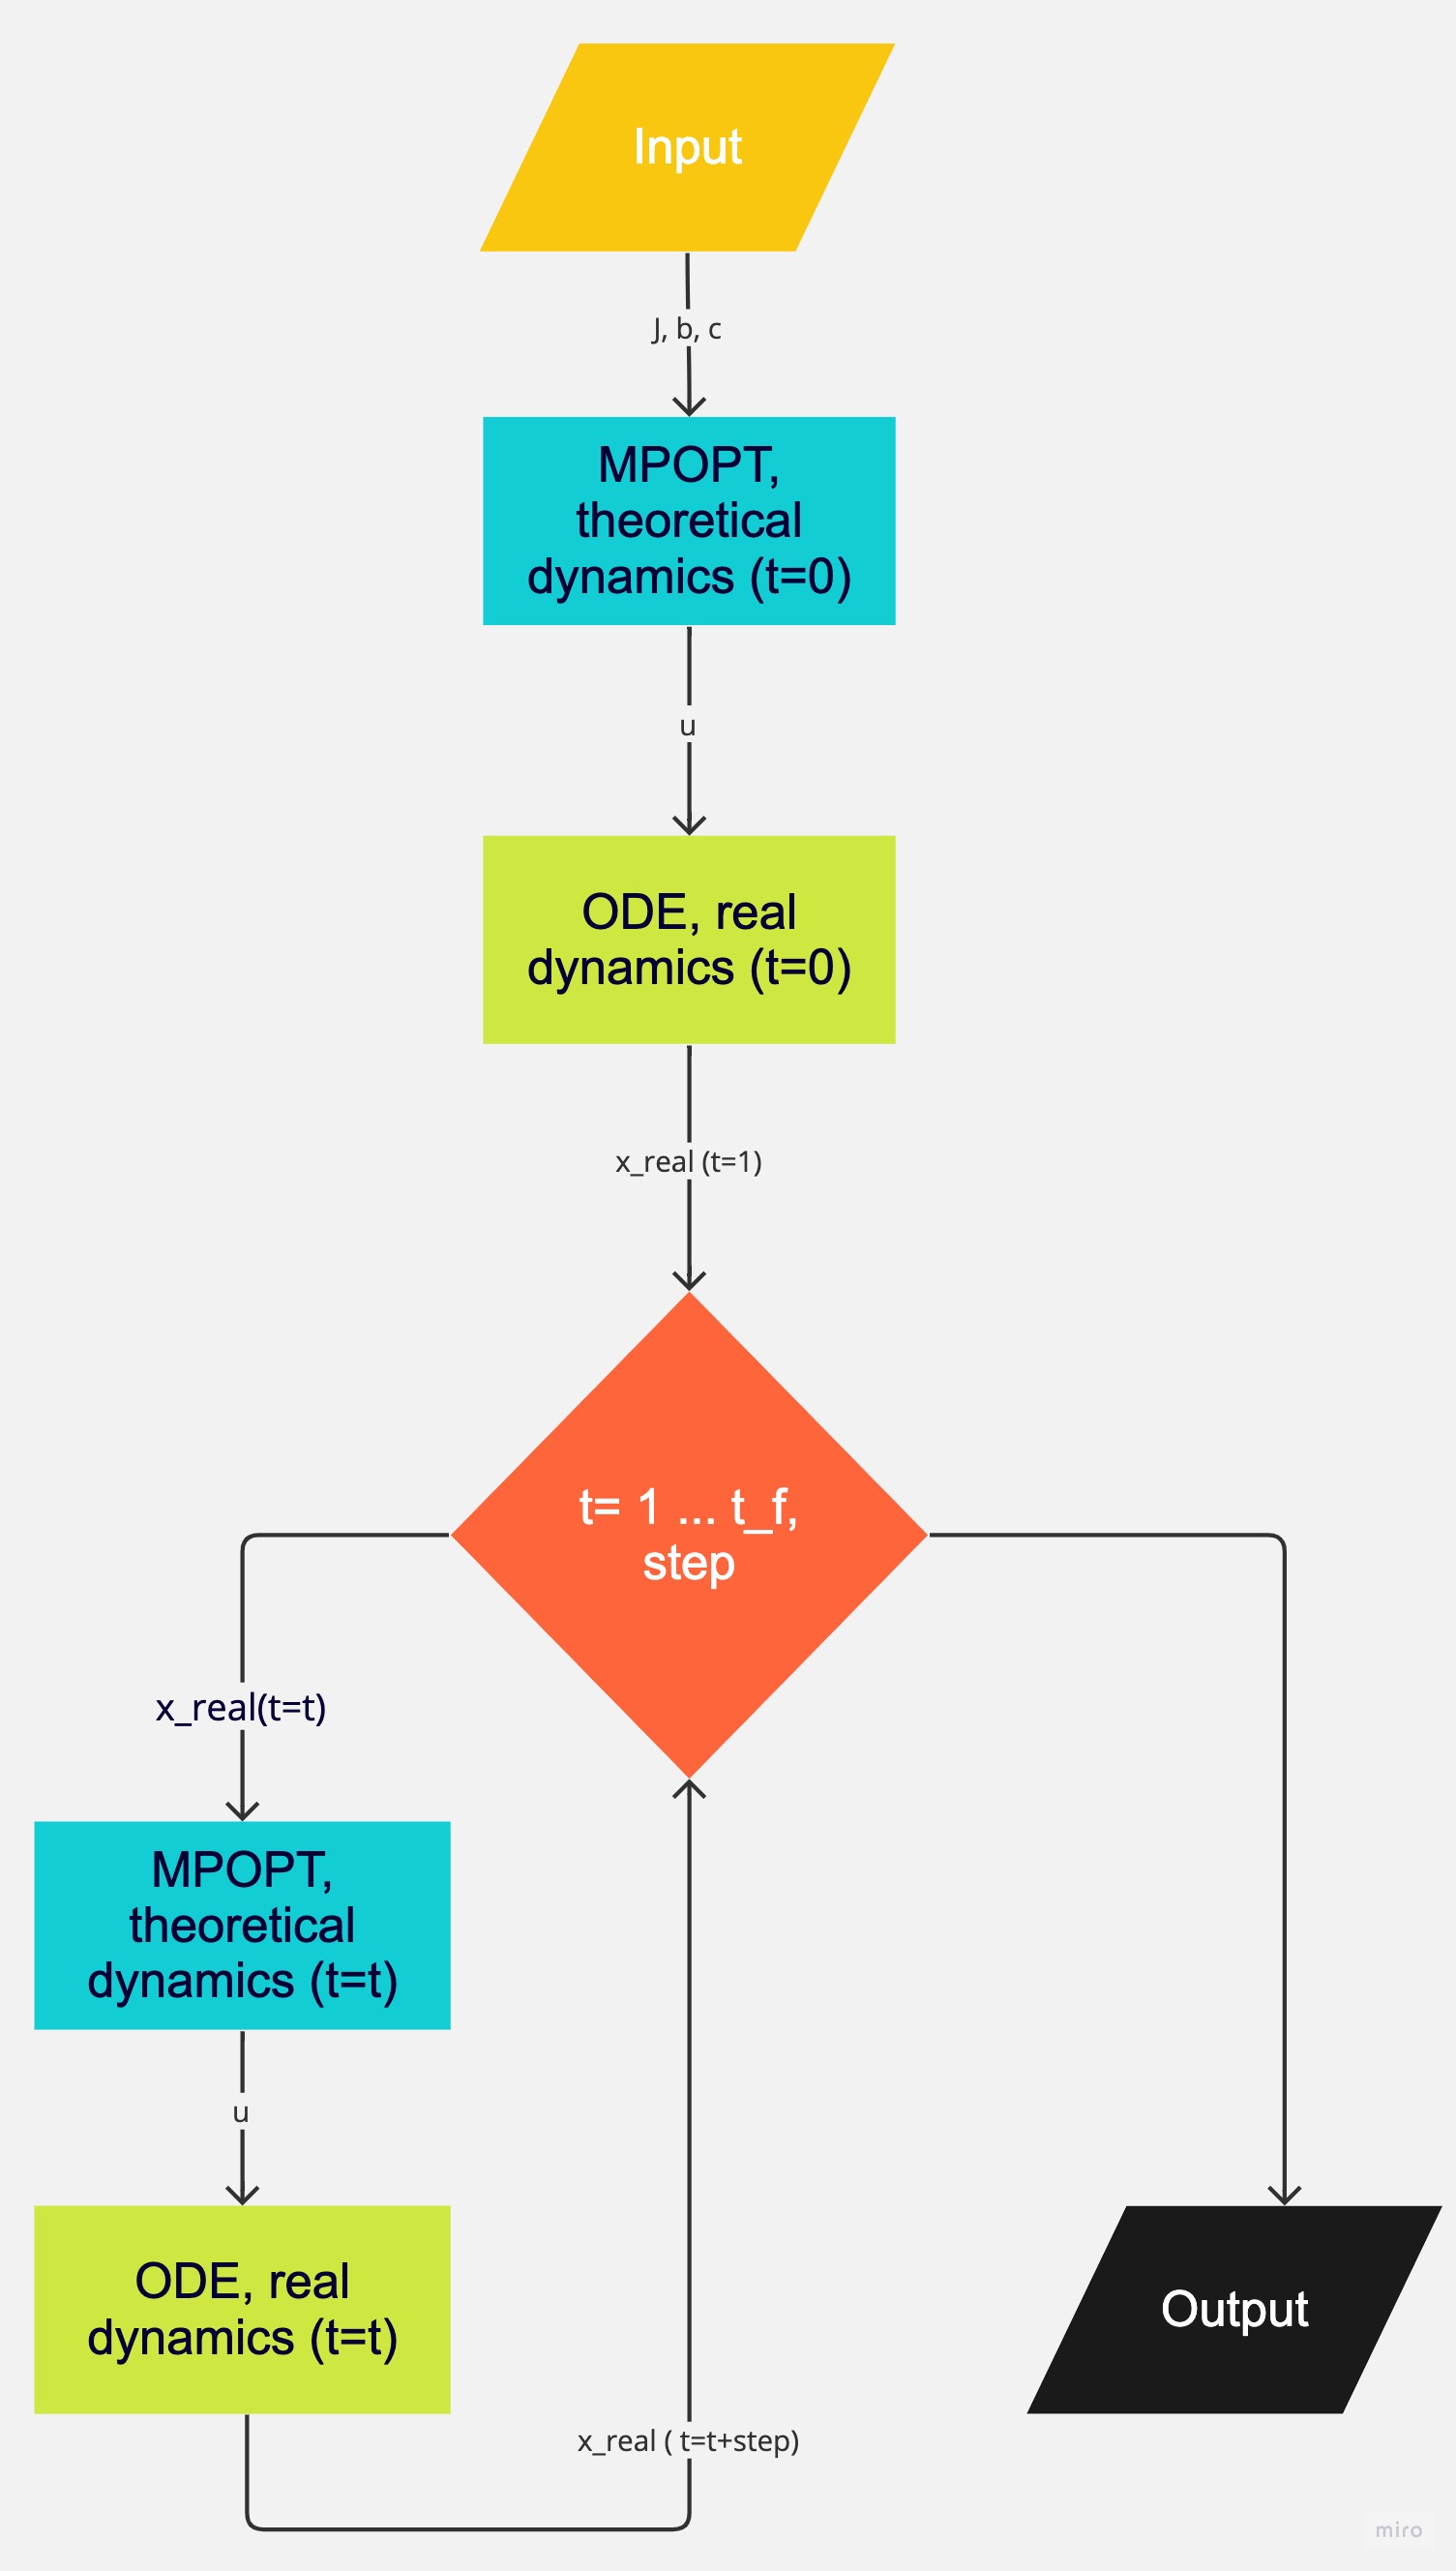 Input
J, b, c
MPOPT,
theoretical
dynamics (t=0)
u
ODE, real
dynamics (t=0)
x_real (t=1)
t= 1 ... t_f,
step
x_real(t=t)
MPOPT,
theoretical
dynamics (t=t)
u
ODE, real
dynamics (t=t)
Output
x_real ( t=t+step)
miro